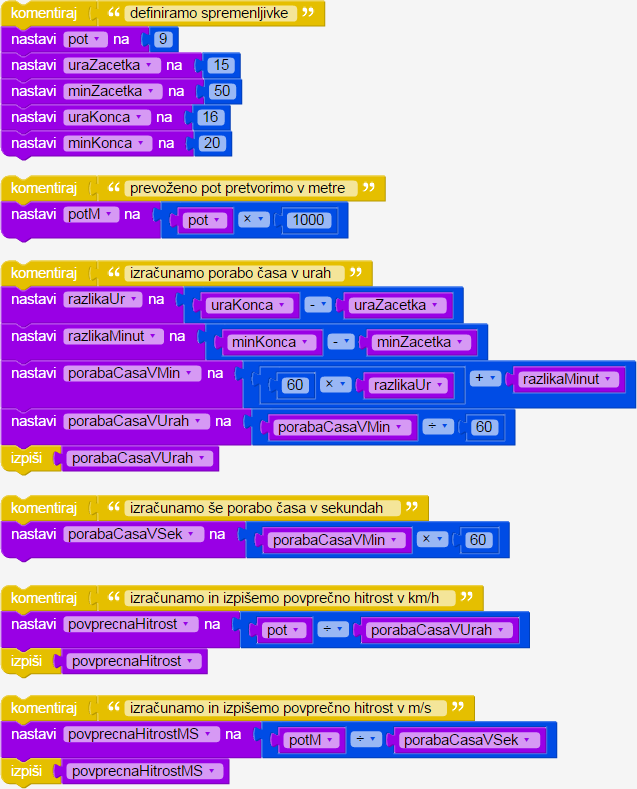 komentiraj “ definiramo spremenljivke ”
nastavi pot ▾ na 9
nastavi uraZacetka ▾ na 15
nastavi minZacetka ▾ na 50
nastavi uraKonca ▾ na 16
nastavi minKonca ▾ na 20
komentiraj “ prevoženo pot pretvorimo v metre ”
nastavi potM ▾ na pot ▾ × ▾ 1000
komentiraj “ izračunamo porabo časa v urah ”
nastavi razlikaUr ▾ na uraKonca ▾ - ▾ uraZacetka ▾
nastavi razlikaMinut ▾ na minKonca ▾ - ▾ minZacetka ▾
nastavi porabaCasaVMin ▾ na 60 × ▾ razlikaUr ▾ + ▾ razlikaMinut ▾
nastavi porabaCasaVUrah ▾ na porabaCasaVMin ▾ ÷ ▾ 60
izpiši porabaCasaVUrah ▾
komentiraj “ izračunamo še porabo časa v sekundah ”
nastavi porabaCasaVSek ▾ na porabaCasaVMin ▾ × ▾ 60
komentiraj “ izračunamo in izpišemo povprečno hitrost v km/h ”
nastavi povprecnaHitrost ▾ na pot ▾ ÷ ▾ porabaCasaVUrah ▾
izpiši povprecnaHitrost ▾
komentiraj “ izračunamo in izpišemo povprečno hitrost v m/s ”
nastavi povprecnaHitrostMS ▾ na potM ▾ ÷ ▾ porabaCasaVSek ▾
izpiši povprecnaHitrostMS ▾